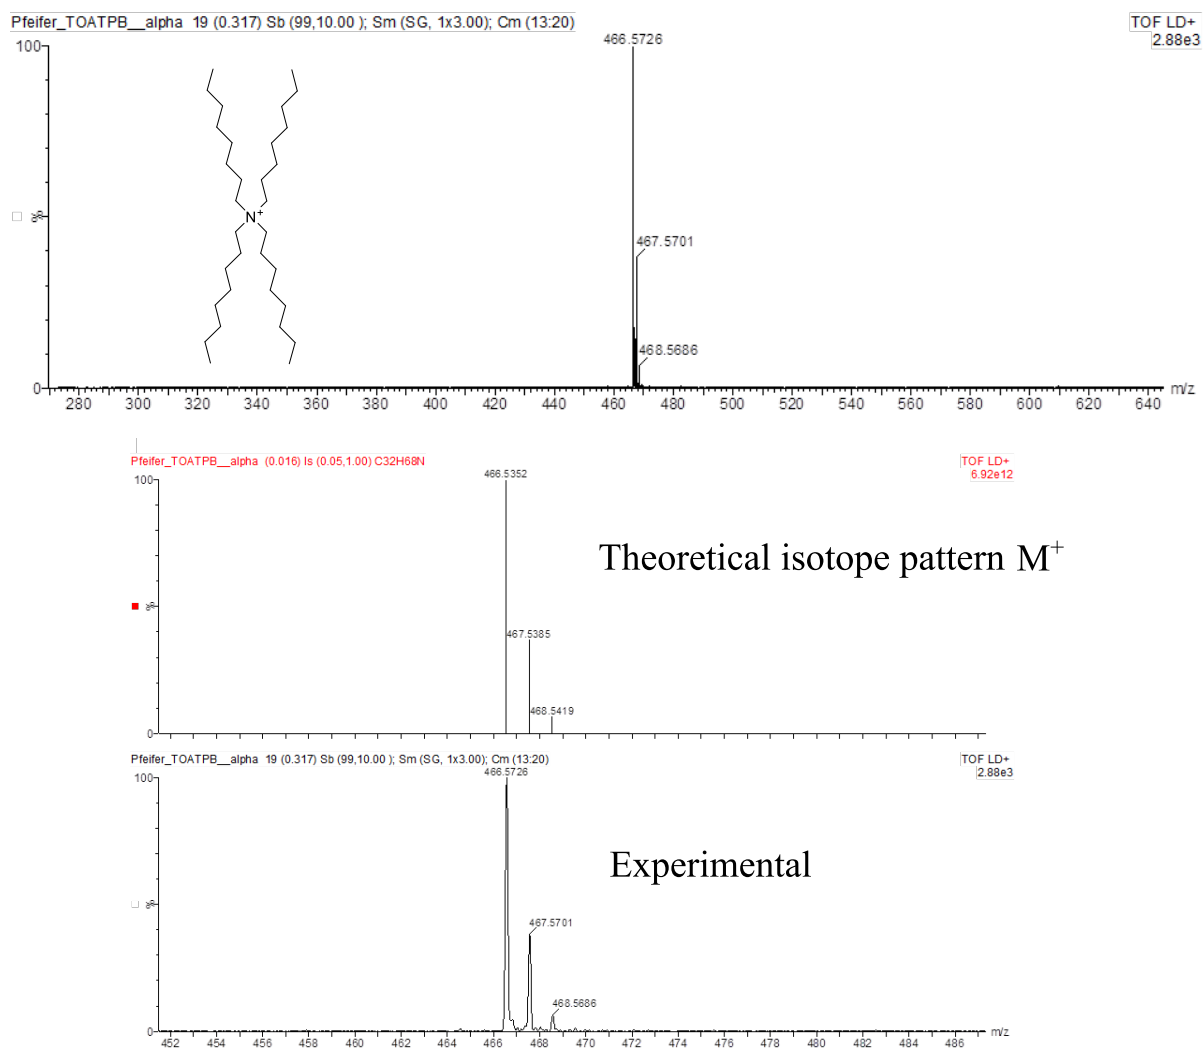 Pfeifer_TOATPB__alpha 19 (0.317) Sb (99,10.00 ); Sm (SG, 1x3.00); Cm (13:20)
TOF LD+
2.88e3
466.5726
100
N+
%
467.5701
468.5686
0
m/z
280 300 320 340 360 380 400 420 440 460 480 500 520 540 560 580 600 620 640
Pfeifer_TOATPB__alpha (0.016) Is (0.05,1.00) C32H68N
TOF LD+
6.92e12
466.5352
100
Theoretical isotope pattern M+
%
467.5385
468.5419
0
Pfeifer_TOATPB__alpha 19 (0.317) Sb (99,10.00 ); Sm (SG, 1x3.00); Cm (13:20)
TOF LD+
2.88e3
466.5726
100
Experimental
%
467.5701
468.5686
0
m/z
452 454 456 458 460 462 464 466 468 470 472 474 476 478 480 482 484 486